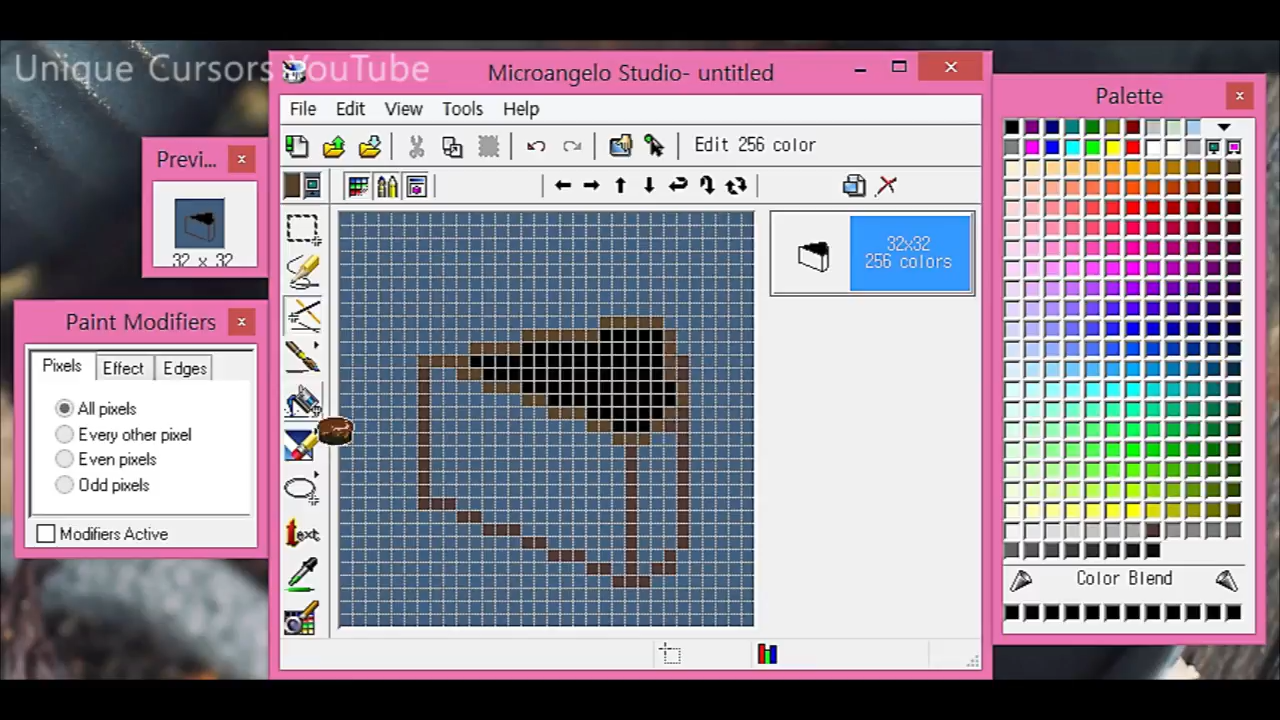 Unique Cursors YouTube
Microangelo Studio- untitled
File Edit View Tools Help
Edit 256 color
Previ...
32 x 32
32x32
256 colors
Paint Modifiers
Pixels Effect Edges
All pixels
Every other pixel
Even pixels
Odd pixels
Modifiers Active
text
Palette
Color Blend